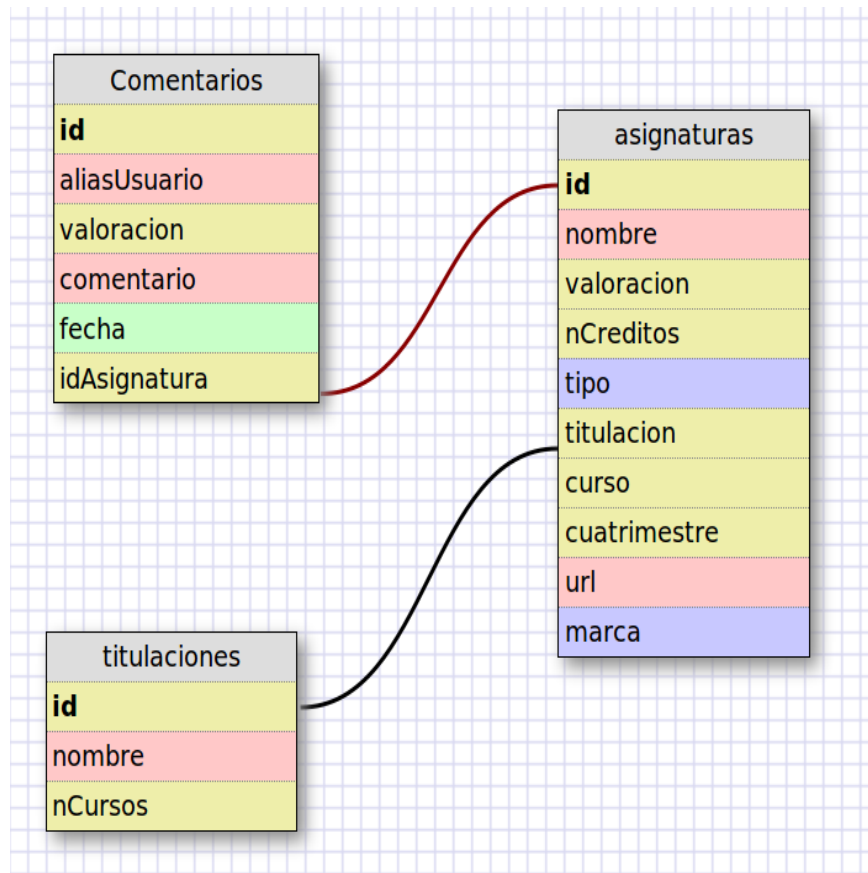 Comentarios
id
aliasUsuario
valoracion
comentario
fecha
idAsignatura
asignaturas
id
nombre
valoracion
nCreditos
tipo
titulacion
curso
cuatrimestre
url
marca
titulaciones
id
nombre
nCursos